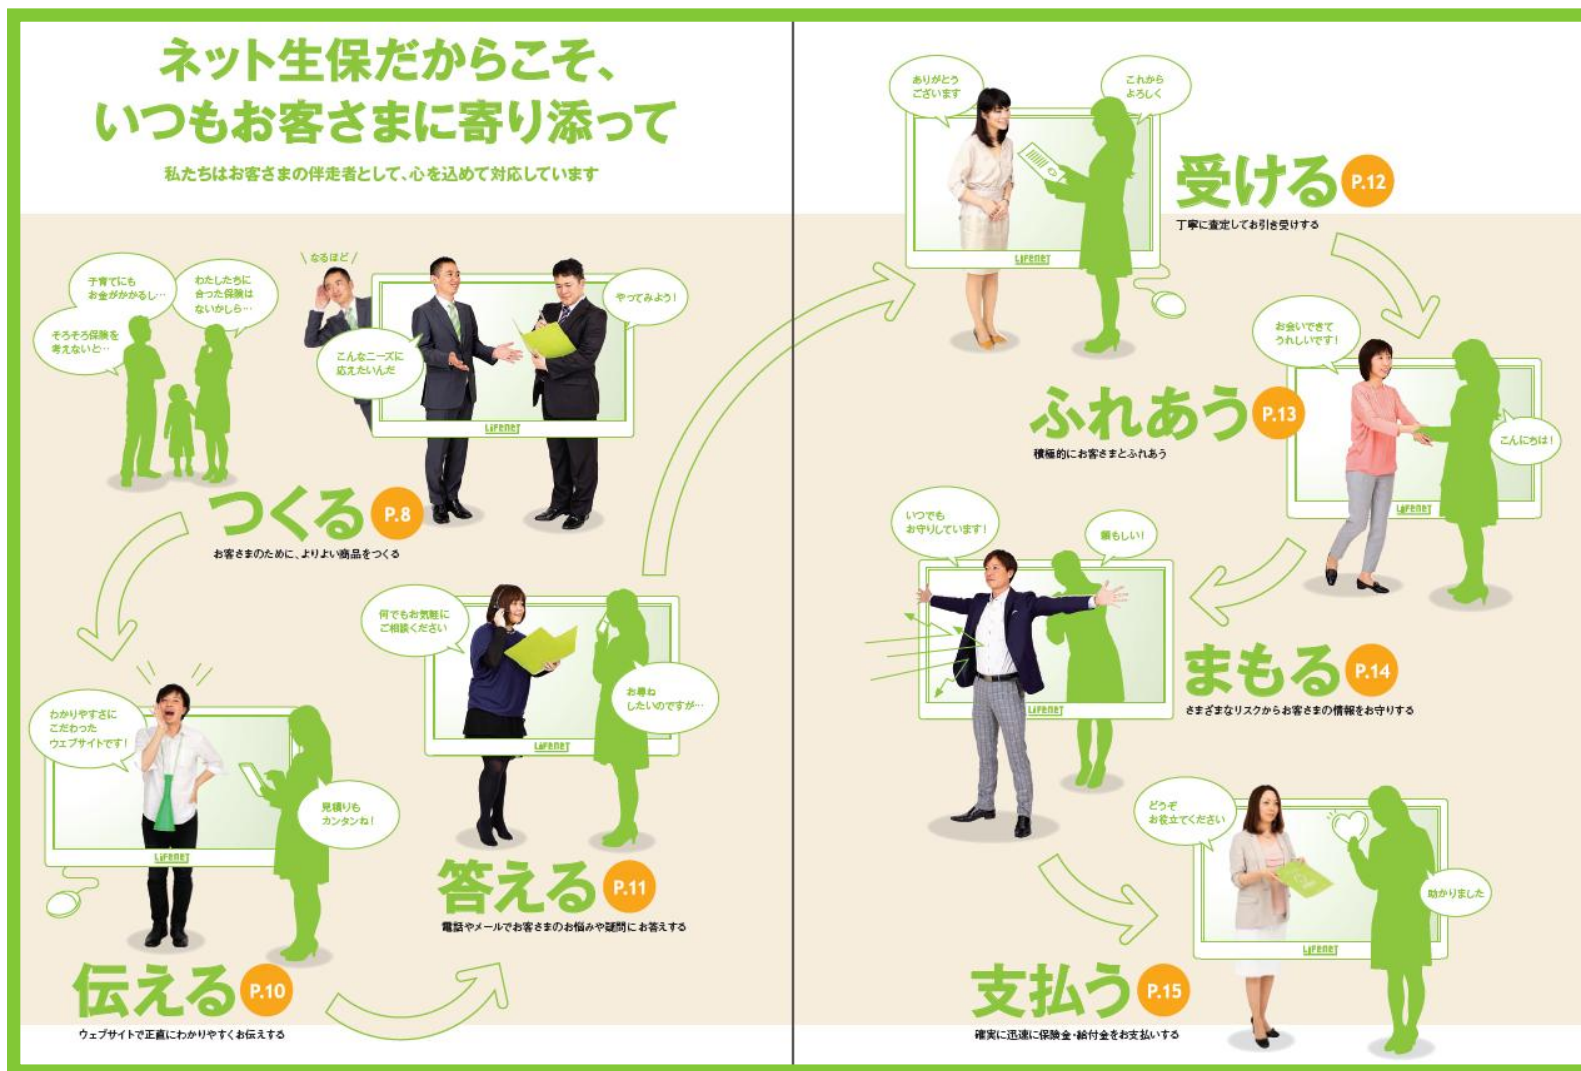 ネット生保だからこそ、
いつもお客さまに寄り添って
私たちはお客さまの伴走者として、心を込めて対応しています
子育てにも
お金がかかるし…
わたしたちに
合った保険は
ないかしら…
そろそろ保険を
考えないと…
なるほど
こんなニーズに
応えたいんだ
やってみよう!
LIFENET
つくる P.8
お客さまのために、よりよい商品をつくる
わかりやすさに
こだわった
ウェブサイトです!
見積りも
カンタンね!
LIFENET
伝える P.10
ウェブサイトで正直にわかりやすくお伝えする
何でもお気軽に
ご相談ください
お尋ね
したいのですが…
LIFENET
答える P.11
電話やメールでお客さまのお悩みや疑問にお答えする
ありがとう
ございます
これから
よろしく
LIFENET
受ける P.12
丁寧に査定してお引き受けする
お会いできて
うれしいです!
こんにちは!
LIFENET
ふれあう P.13
積極的にお客さまとふれあう
いつでも
お守りしています!
頼もしい!
LIFENET
まもる P.14
さまざまなリスクからお客さまの情報をお守りする
どうぞ
お役立てください
助かりました
LIFENET
支払う P.15
確実に迅速に保険金・給付金をお支払いする